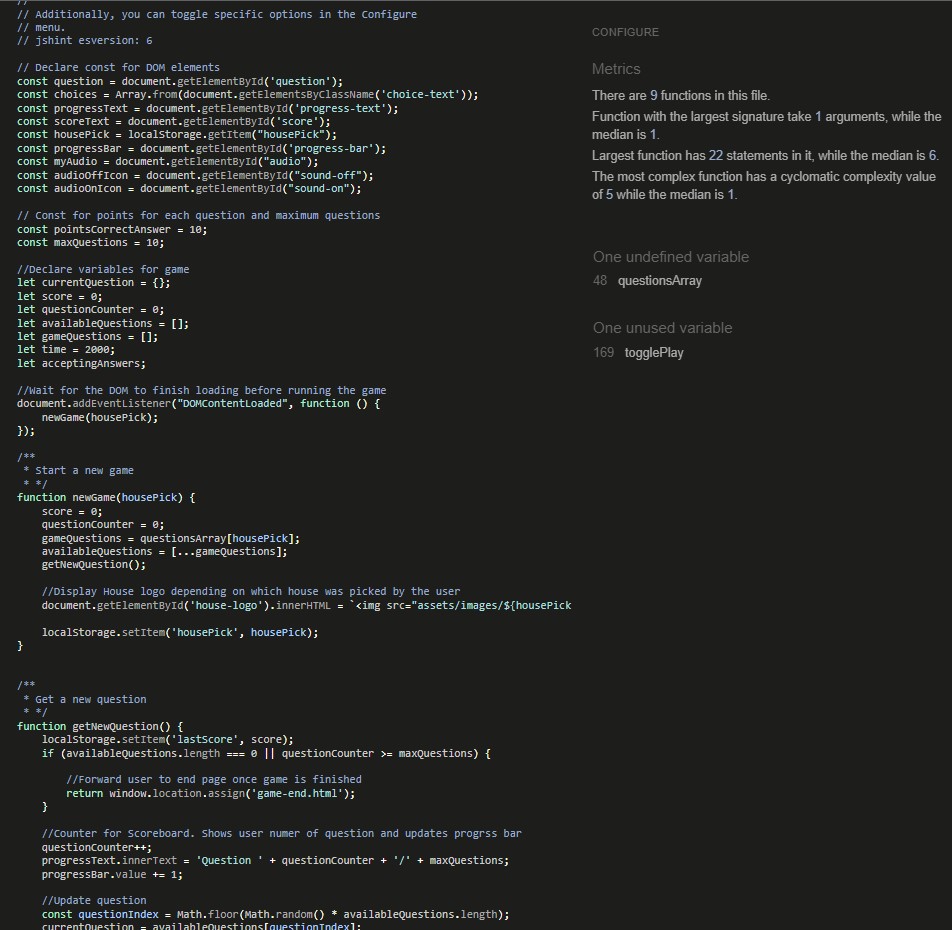 //
// Additionally, you can toggle specific options in the Configure
// menu.
// jshint esversion: 6
// Declare const for DOM elements
const question = document.getElementById('question');
const choices = Array.from(document.getElementsByClassName('choice-text'));
const progressText = document.getElementById('progress-text');
const scoreText = document.getElementById('score');
const housePick = localStorage.getItem("housePick");
const progressBar = document.getElementById('progress-bar');
const myAudio = document.getElementById("audio");
const audioOffIcon = document.getElementById("sound-off");
const audioOnIcon = document.getElementById("sound-on");
// Const for points for each question and maximum questions
const pointsCorrectAnswer = 10;
const maxQuestions = 10;
//Declare variables for game
let currentQuestion = {};
let score = 0;
let questionCounter = 0;
let availableQuestions = [];
let gameQuestions = [];
let time = 2000;
let acceptingAnswers;
//Wait for the DOM to finish loading before running the game
document.addEventListener("DOMContentLoaded", function () {
    newGame(housePick);
});
/**
 * Start a new game
 * */
function newGame(housePick) {
    score = 0;
    questionCounter = 0;
    gameQuestions = questionsArray[housePick];
    availableQuestions = [...gameQuestions];
    getNewQuestion();
    //Display House logo depending on which house was picked by the user
    document.getElementById('house-logo').innerHTML = `<img src="assets/images/${housePick
    localStorage.setItem('housePick', housePick);
}
/**
 * Get a new question
 * */
function getNewQuestion() {
    localStorage.setItem('lastScore', score);
    if (availableQuestions.length === 0 || questionCounter >= maxQuestions) {
        //Forward user to end page once game is finished
        return window.location.assign('game-end.html');
    }
    //Counter for Scoreboard. Shows user numer of question and updates progrss bar
    questionCounter++;
    progressText.innerText = 'Question ' + questionCounter + '/' + maxQuestions;
    progressBar.value += 1;
    //Update question
    const questionIndex = Math.floor(Math.random() * availableQuestions.length);
    currentQuestion = availableQuestions[questionIndex];
CONFIGURE
Metrics
There are 9 functions in this file.
Function with the largest signature take 1 arguments, while the
median is 1.
Largest function has 22 statements in it, while the median is 6.
The most complex function has a cyclomatic complexity value
of 5 while the median is 1.
One undefined variable
48 questionsArray
One unused variable
169 togglePlay